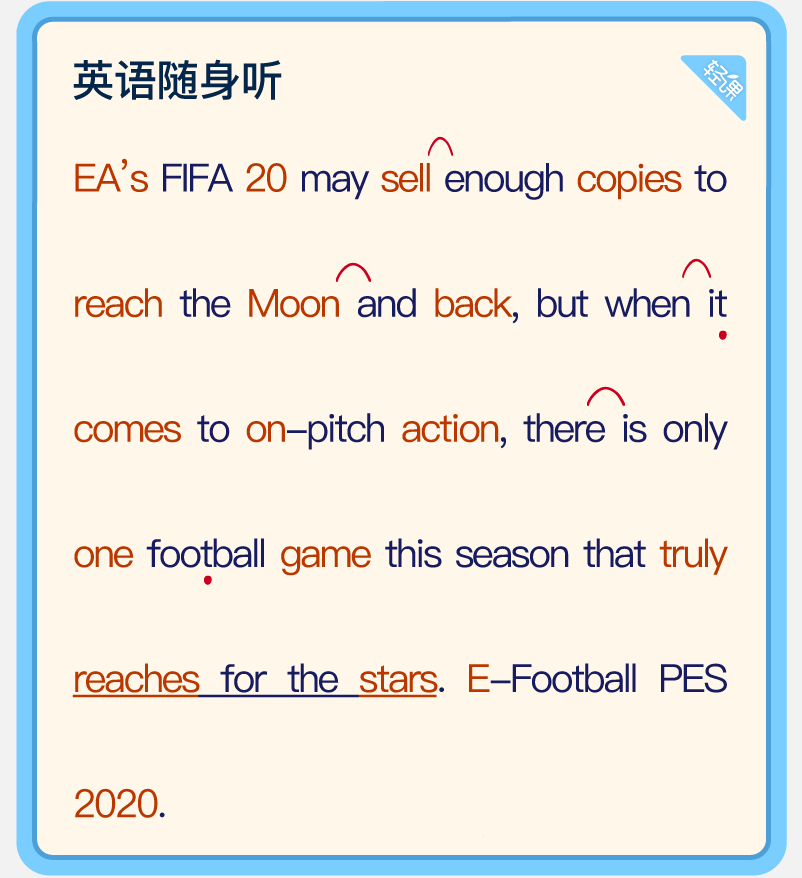 英语随身听
轻课
EA’s FIFA 20 may sell enough copies to
reach the Moon and back, but when it
comes to on–pitch action, there is only
one football game this season that truly
reaches for the stars. E–Football PES
2020.